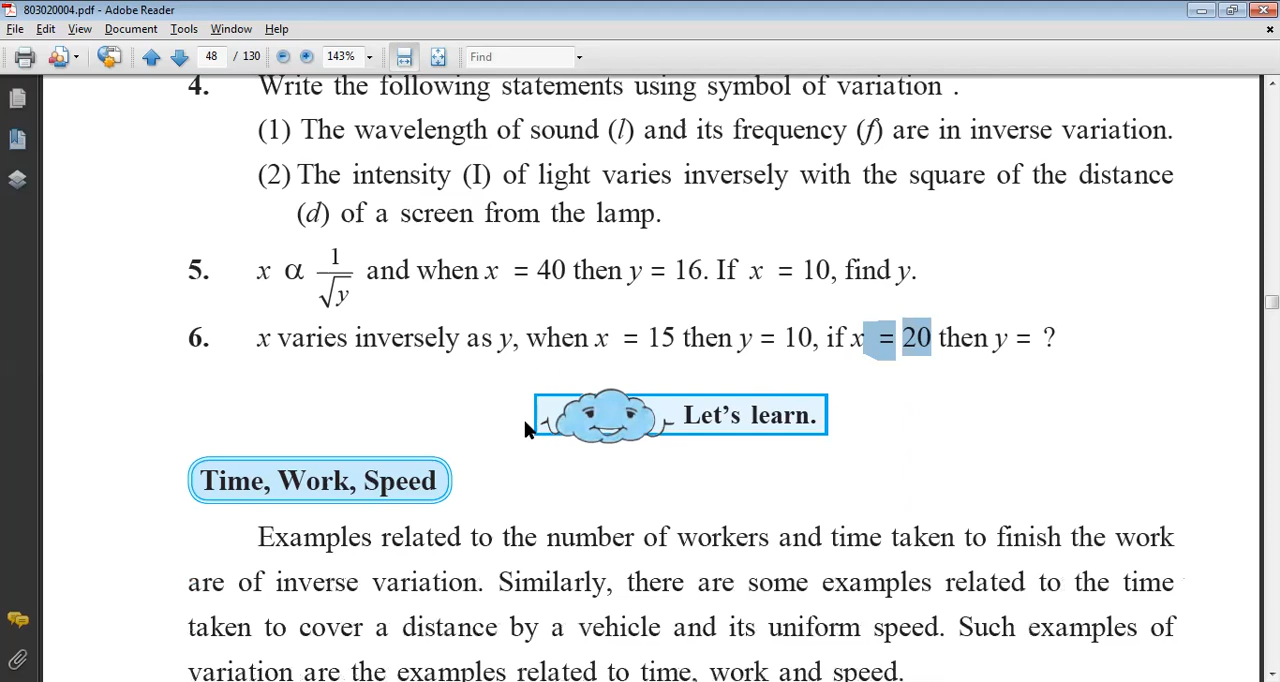 803020004.pdf - Adobe Reader
File Edit View Document Tools Window Help
48 / 130 143% Find
4. Write the following statements using symbol of variation .
(1) The wavelength of sound (l) and its frequency (f) are in inverse variation.
(2) The intensity (I) of light varies inversely with the square of the distance
(d) of a screen from the lamp.
5. x α 1/√y and when x = 40 then y = 16. If x = 10, find y.
6. x varies inversely as y, when x = 15 then y = 10, if x = 20 then y = ?
Let's learn.
Time, Work, Speed
Examples related to the number of workers and time taken to finish the work
are of inverse variation. Similarly, there are some examples related to the time
taken to cover a distance by a vehicle and its uniform speed. Such examples of
variation are the examples related to time, work and speed.